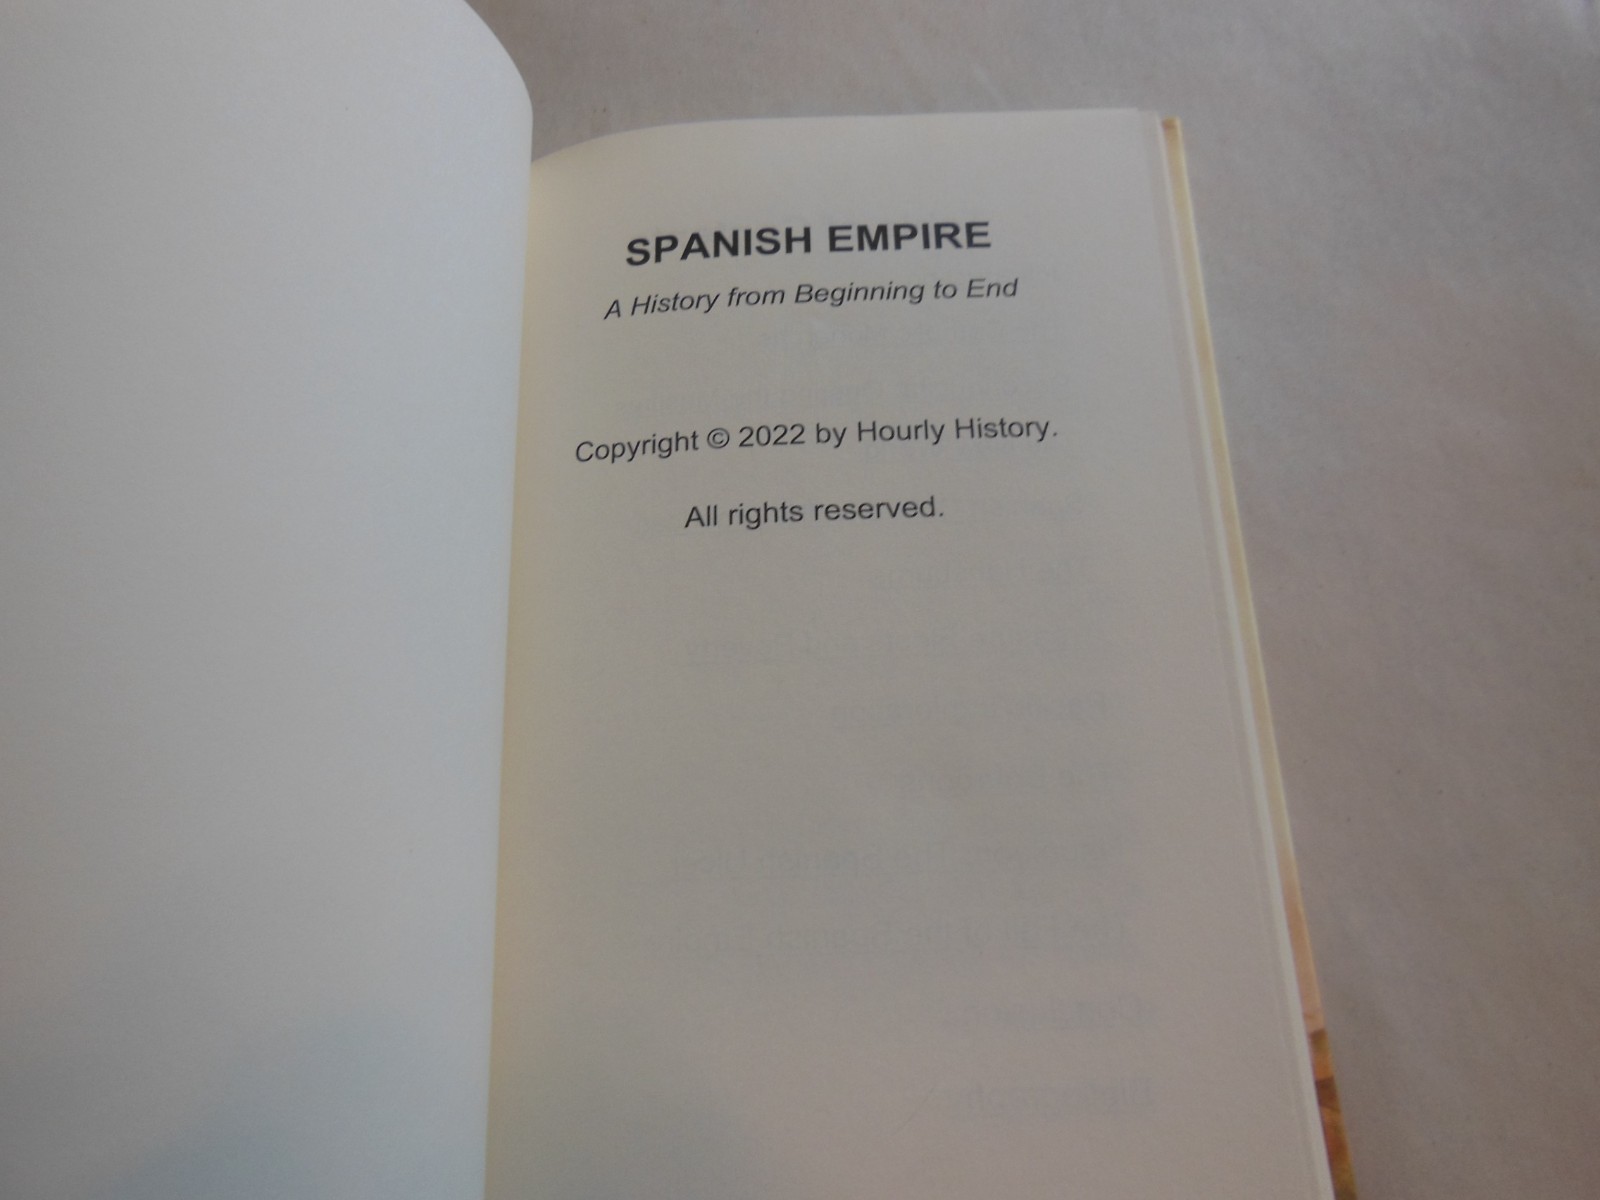 SPANISH EMPIRE
A History from Beginning to End
Copyright © 2022 by Hourly History.
All rights reserved.